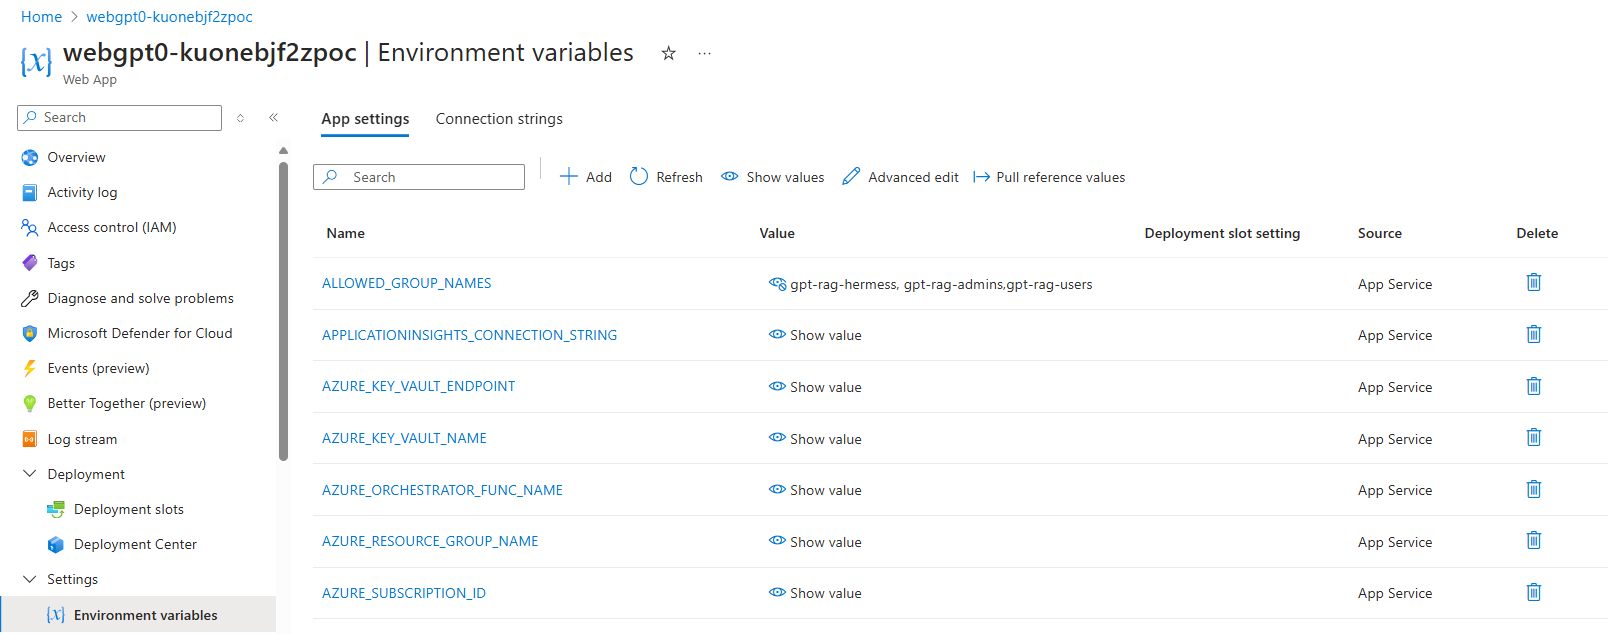 Home > webgpt0-kuonebjf2zpoc
webgpt0-kuonebjf2zpoc | Environment variables
Web App
Search
Overview
Activity log
Access control (IAM)
Tags
Diagnose and solve problems
Microsoft Defender for Cloud
Events (preview)
Better Together (preview)
Log stream
Deployment
Deployment slots
Deployment Center
Settings
Environment variables
App settings Connection strings
Search Add Refresh Show values Advanced edit Pull reference values
Name Value Deployment slot setting Source Delete
ALLOWED_GROUP_NAMES gpt-rag-hermess, gpt-rag-admins,gpt-rag-users App Service
APPLICATIONINSIGHTS_CONNECTION_STRING Show value App Service
AZURE_KEY_VAULT_ENDPOINT Show value App Service
AZURE_KEY_VAULT_NAME Show value App Service
AZURE_ORCHESTRATOR_FUNC_NAME Show value App Service
AZURE_RESOURCE_GROUP_NAME Show value App Service
AZURE_SUBSCRIPTION_ID Show value App Service